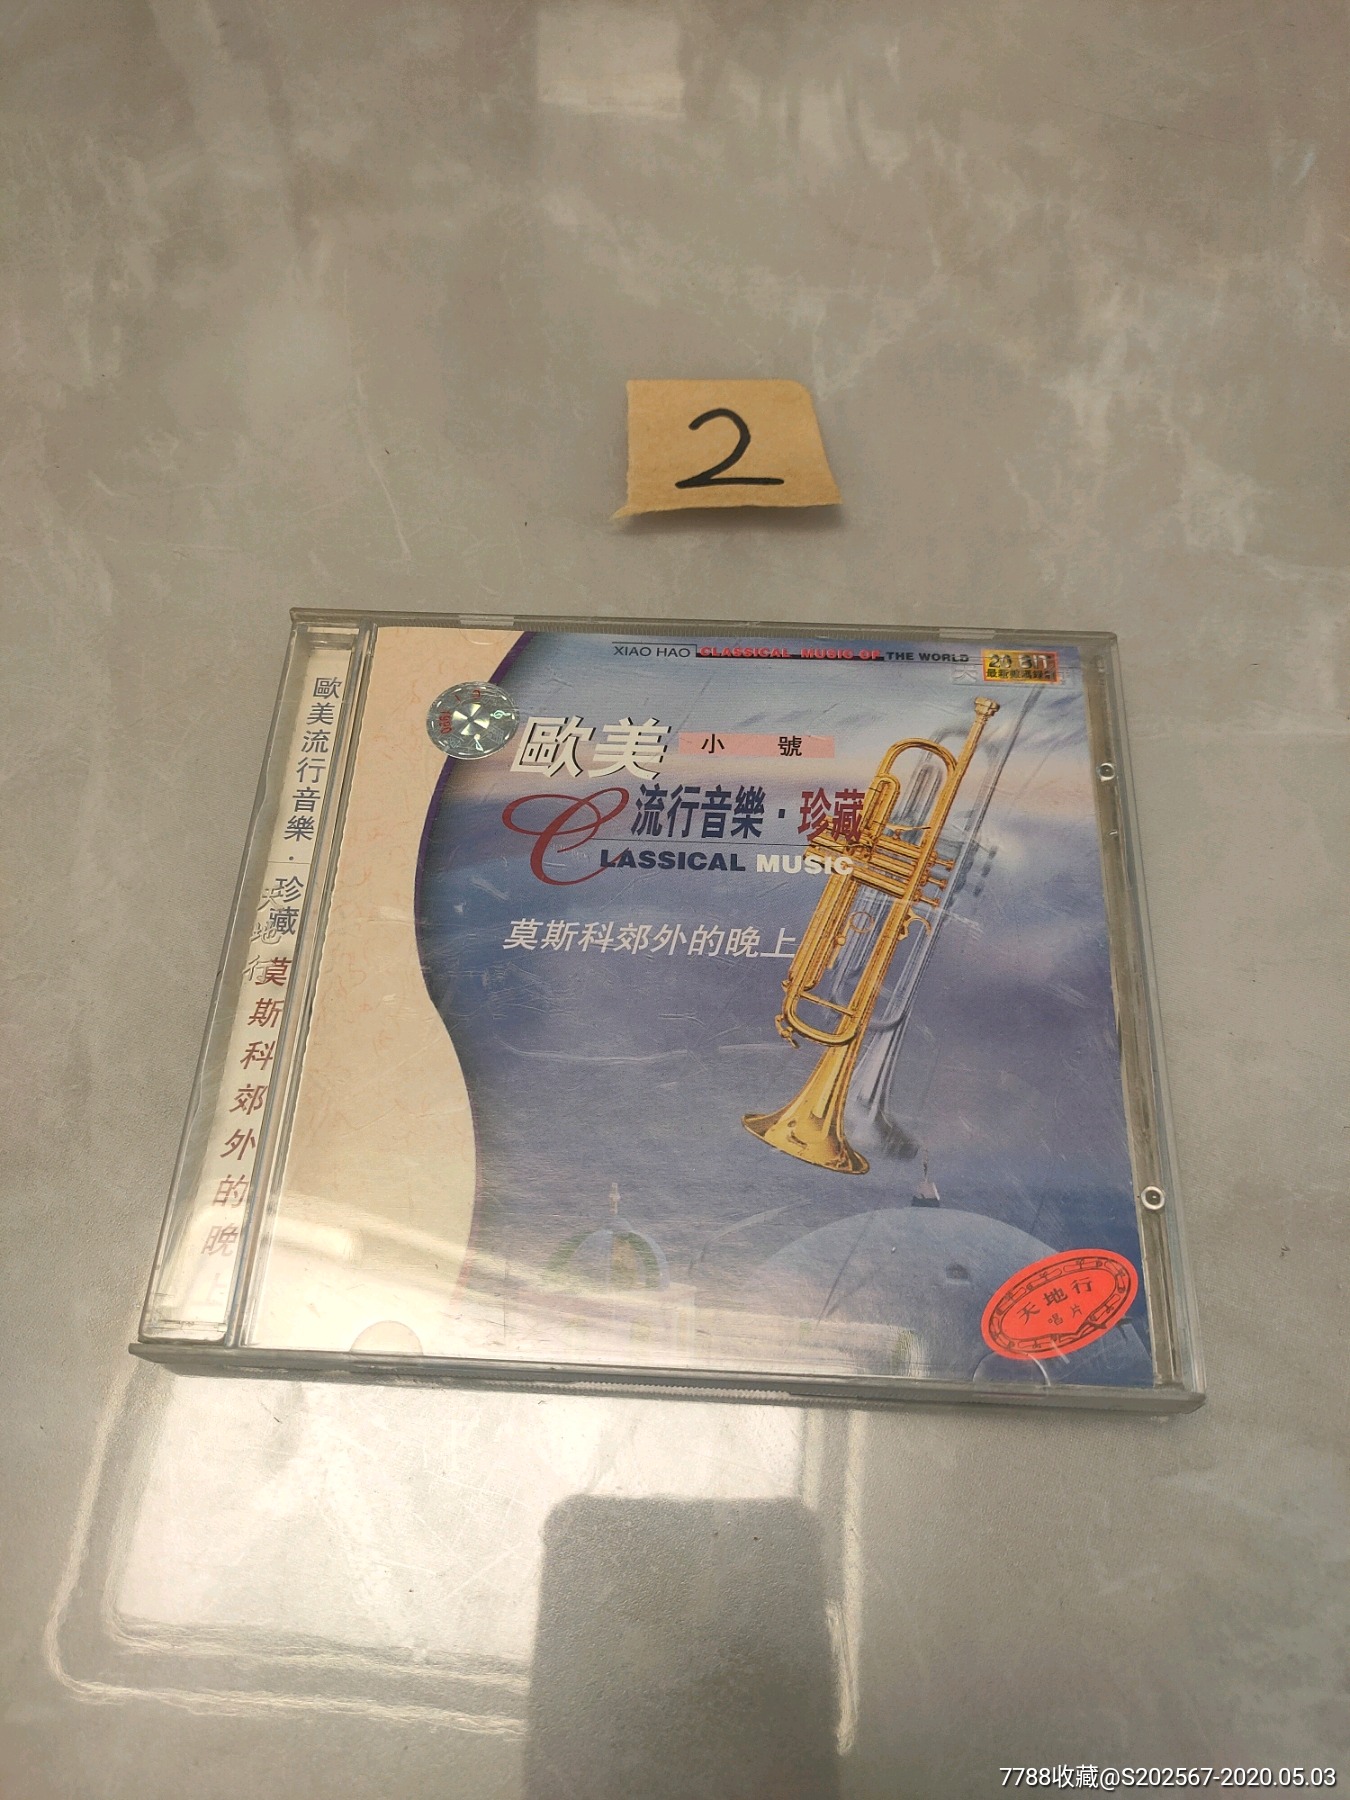 2
XIAO HAO CLASSICAL MUSIC OF THE WORLD
20 BIT
歐美 小號
流行音樂·珍藏
CLASSICAL MUSIC
莫斯科郊外的晚上
歐美流行音樂·珍藏 莫斯科郊外的晚
天地行
天地行
唱片
7788收藏@S202567-2020.05.03